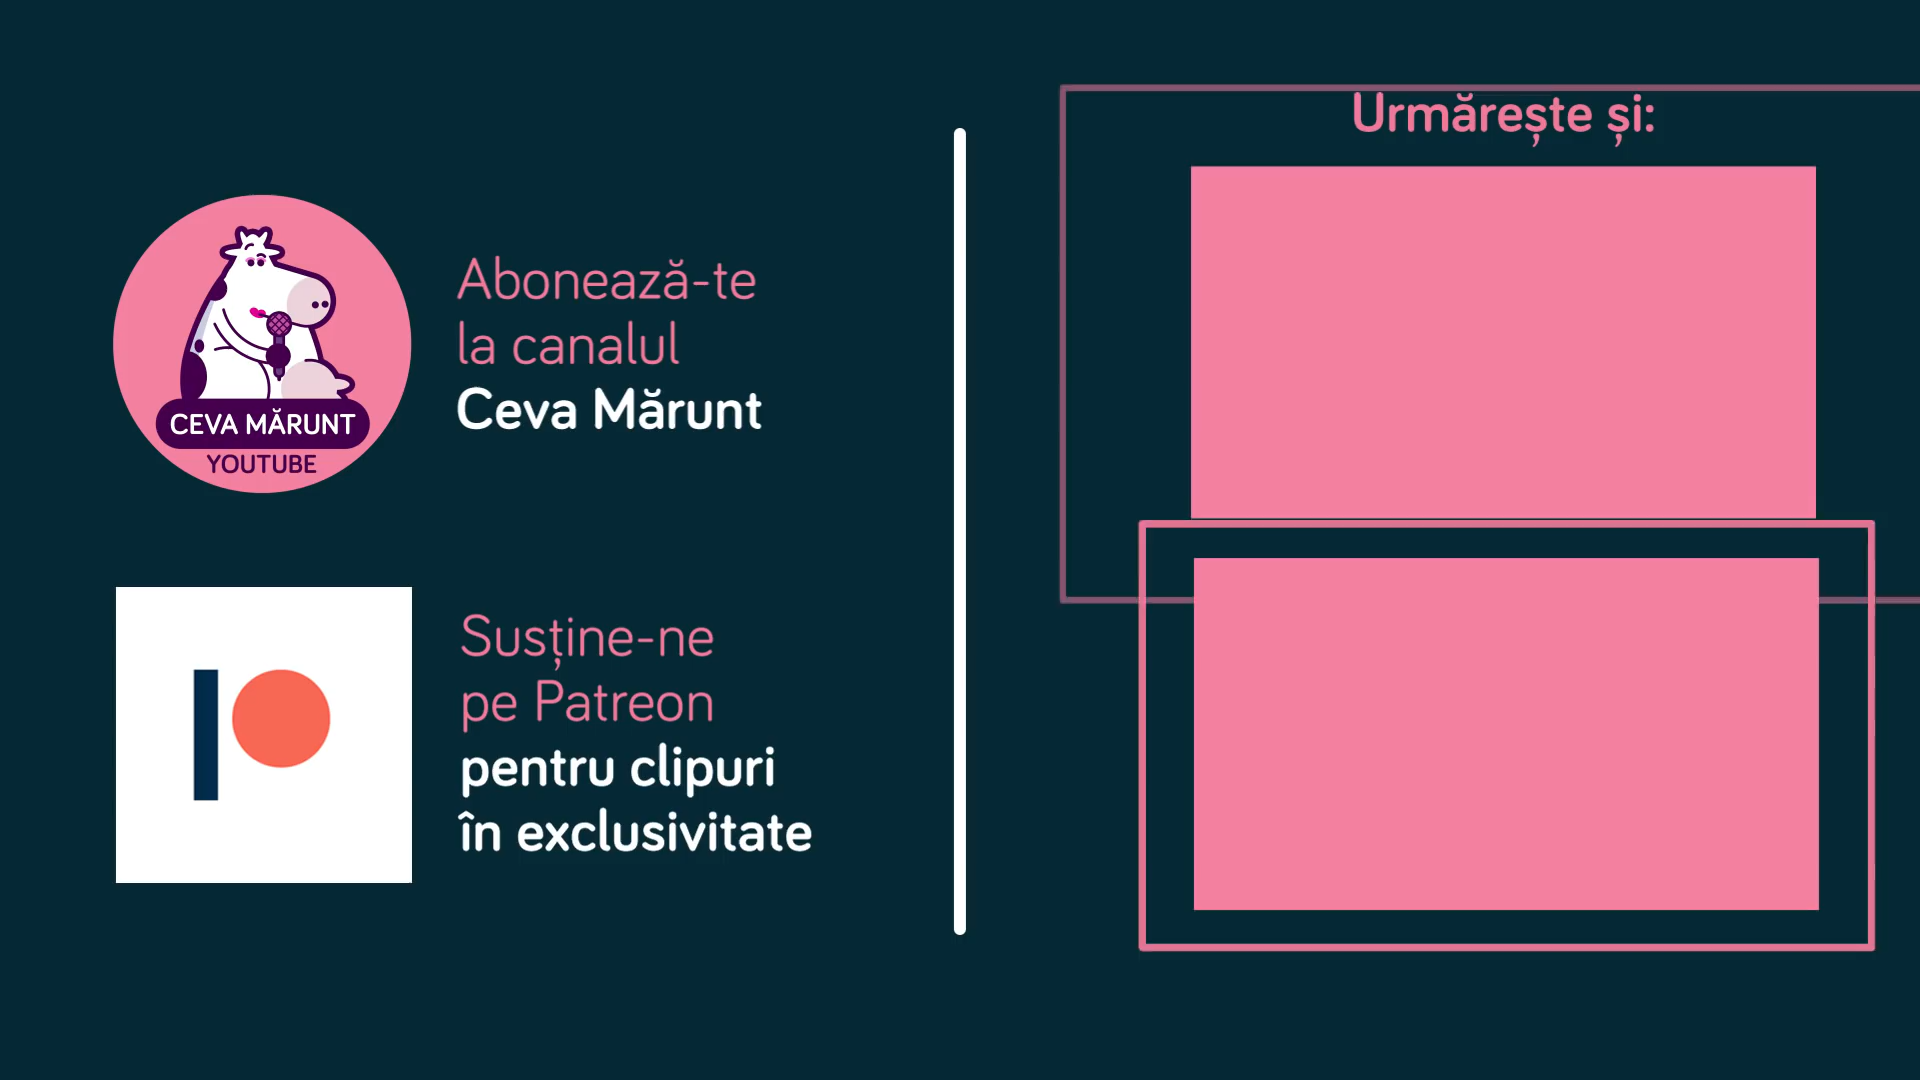 CEVA MĂRUNT
YOUTUBE
Abonează-te
la canalul
Ceva Mărunt
Susține-ne
pe Patreon
pentru clipuri
în exclusivitate
Urmărește și: